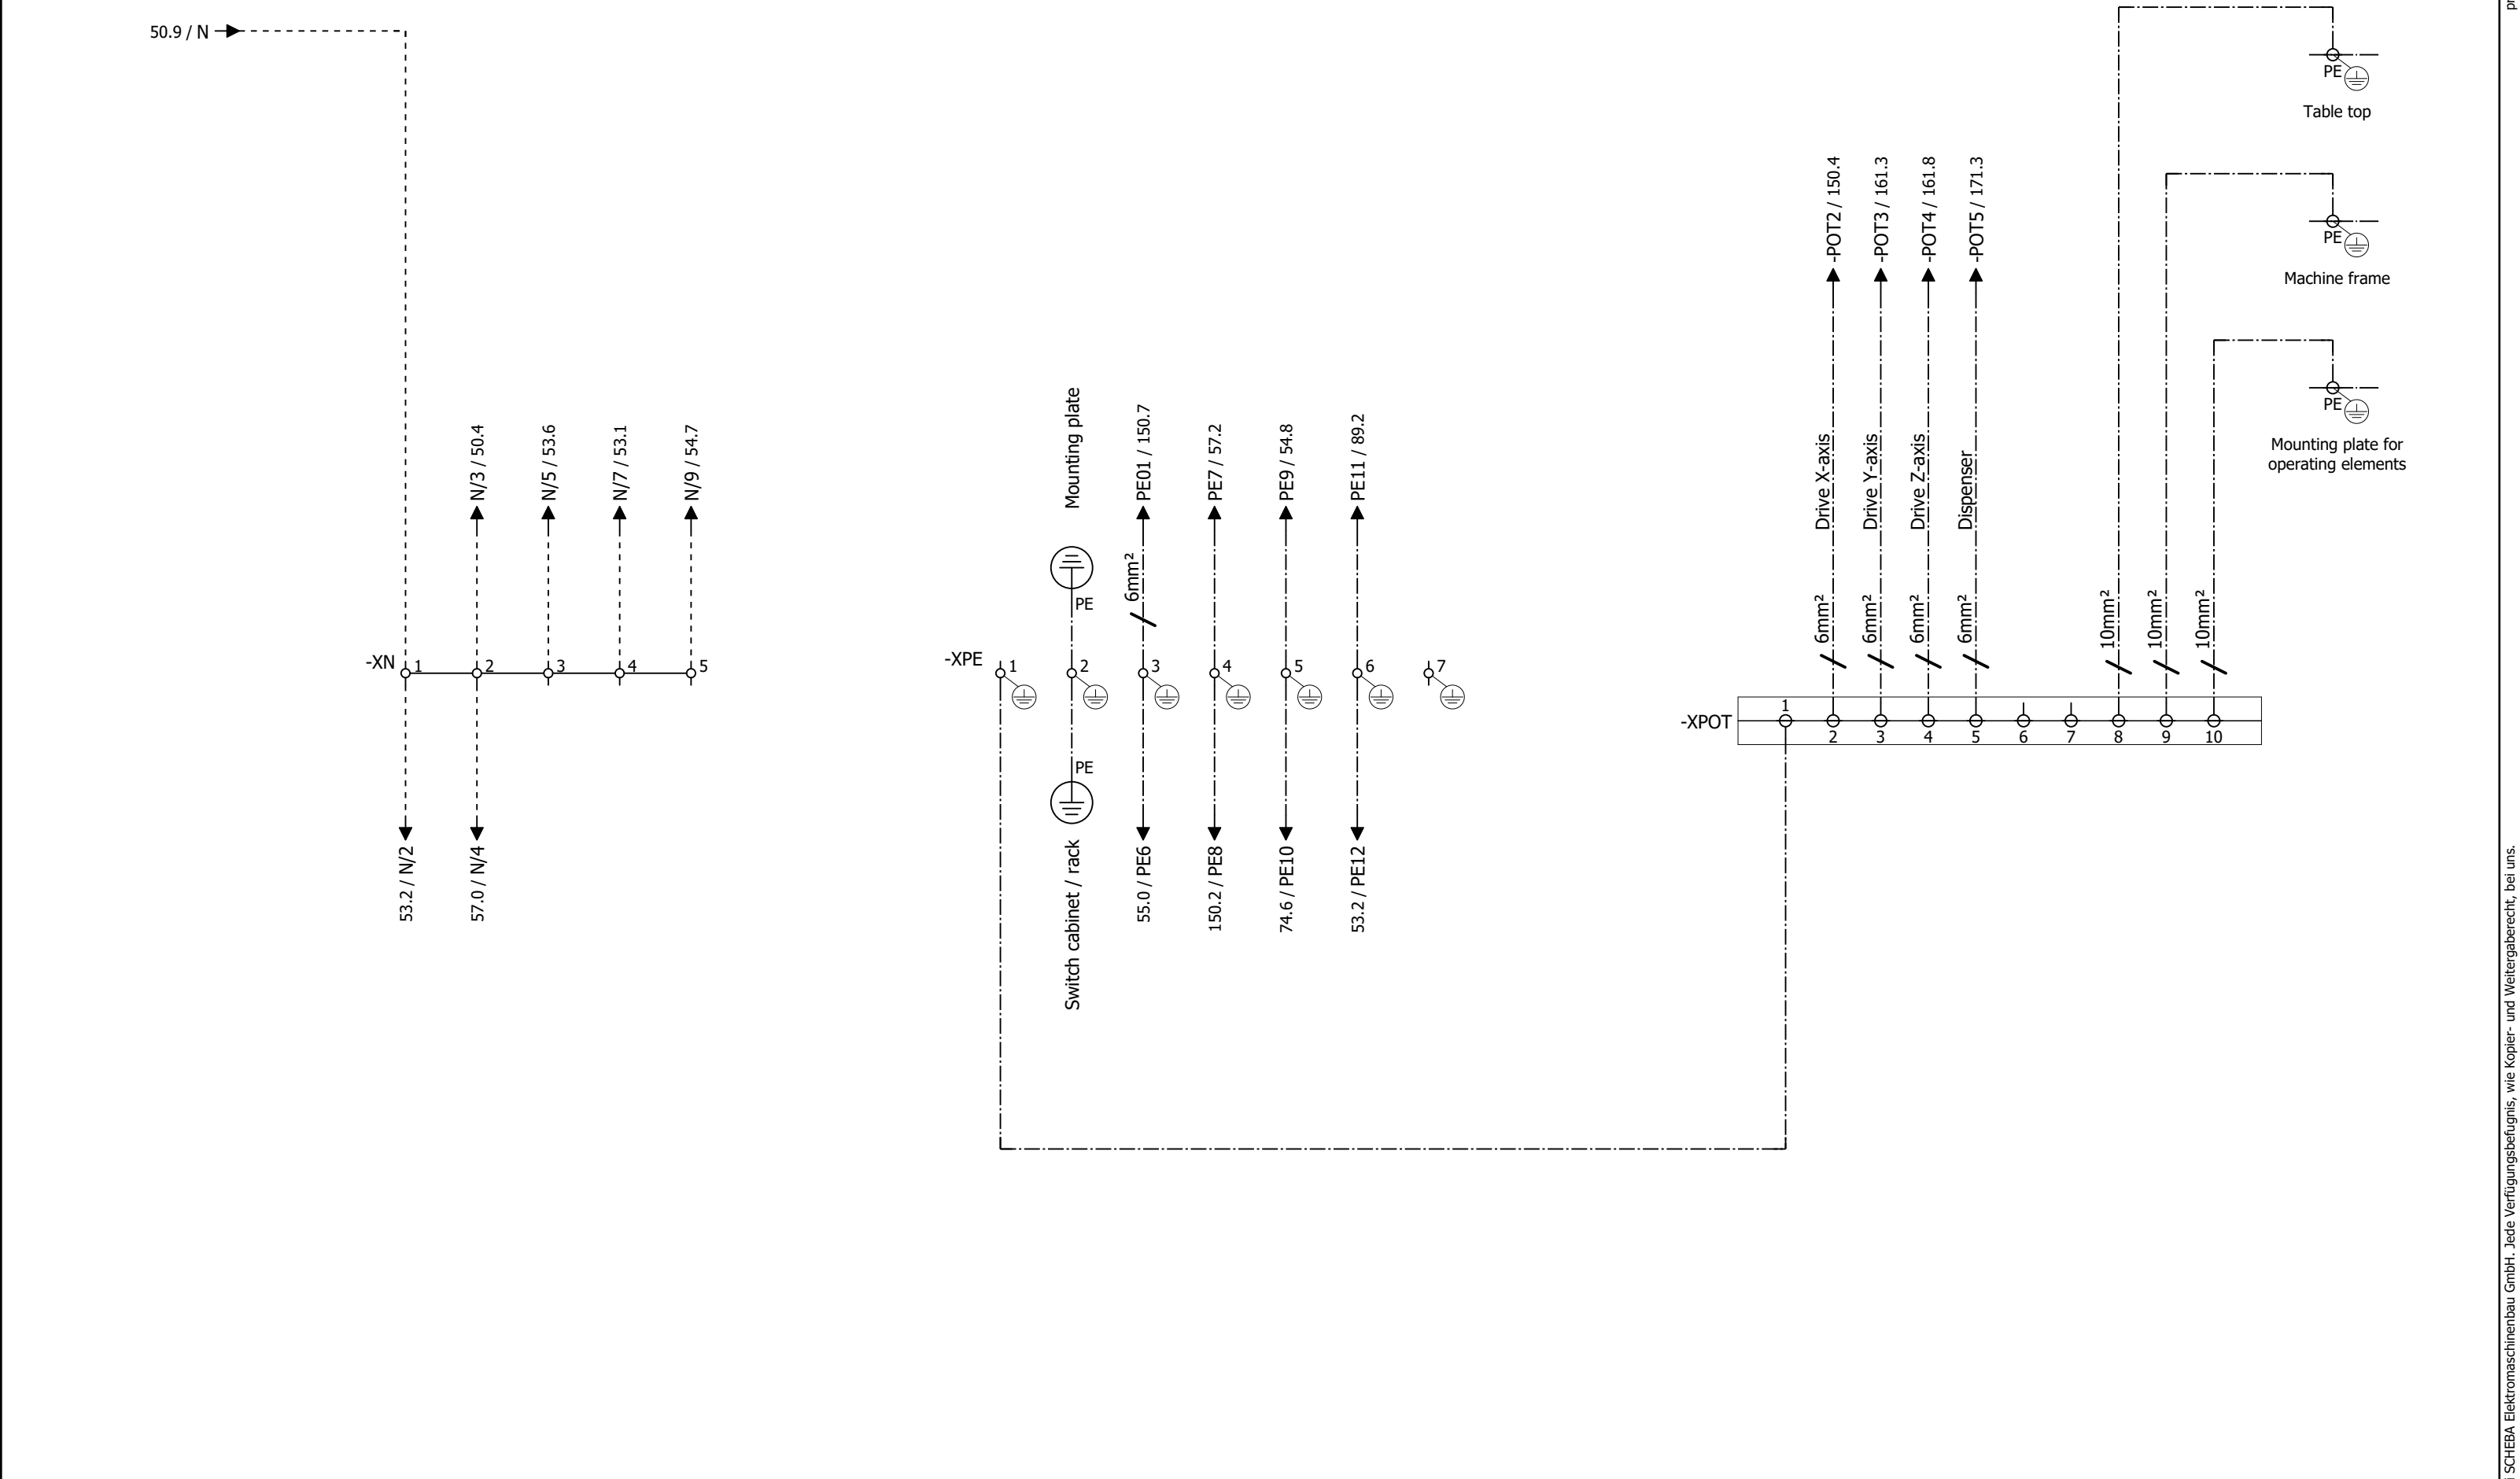 50.9 / N
-XN
1
2
3
4
5
N/3 / 50.4
N/5 / 53.6
N/7 / 53.1
N/9 / 54.7
53.2 / N/2
57.0 / N/4
-XPE
1
2
3
4
5
6
7
Mounting plate
PE
PE
Switch cabinet / rack
6mm²
PE01 / 150.7
PE7 / 57.2
PE9 / 54.8
PE11 / 89.2
55.0 / PE6
150.2 / PE8
74.6 / PE10
53.2 / PE12
-XPOT
1
2
3
4
5
6
7
8
9
10
-POT2 / 150.4
-POT3 / 161.3
-POT4 / 161.8
-POT5 / 171.3
Drive X-axis
Drive Y-axis
Drive Z-axis
Dispenser
6mm²
6mm²
6mm²
6mm²
10mm²
10mm²
10mm²
PE
Table top
PE
Machine frame
PE
Mounting plate for
operating elements
SCHEBA Elektromaschinenbau GmbH. Jede Verfügungsbefugnis, wie Kopier- und Weitergaberecht, bei uns.